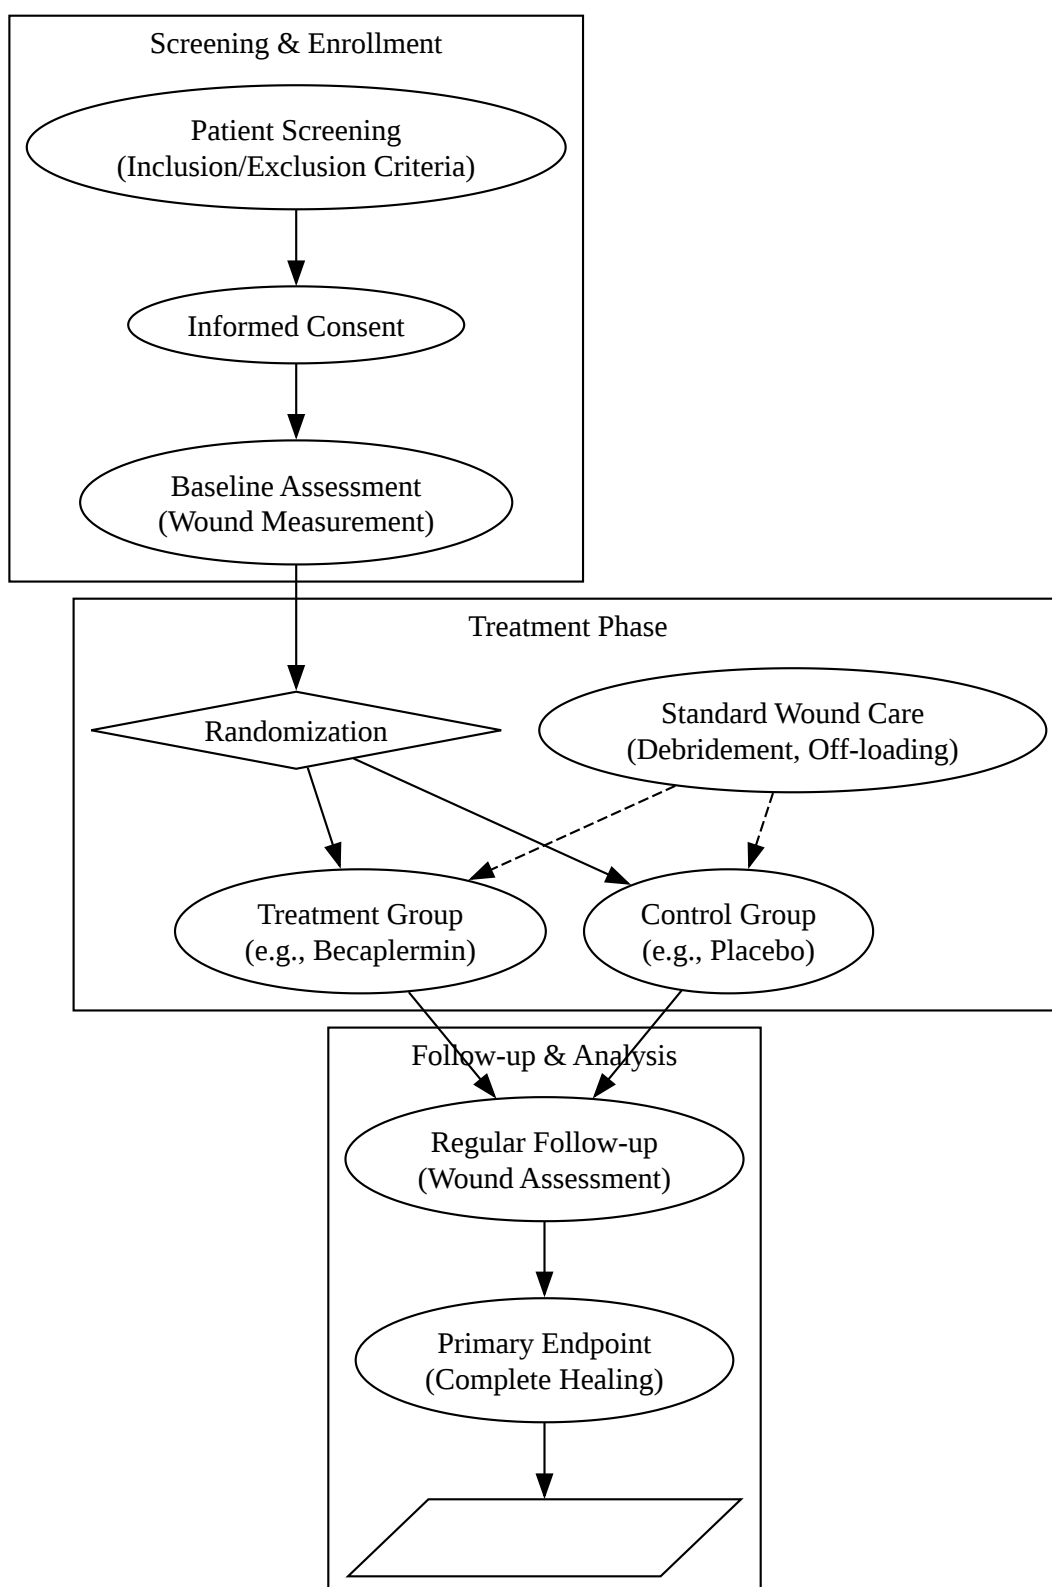 Screening & Enrollment
Patient Screening
(Inclusion/Exclusion Criteria)
Informed Consent
Baseline Assessment
(Wound Measurement)
Treatment Phase
Randomization
Standard Wound Care
(Debridement, Off-loading)
Treatment Group
(e.g., Becaplermin)
Control Group
(e.g., Placebo)
Follow-up & Analysis
Regular Follow-up
(Wound Assessment)
Primary Endpoint
(Complete Healing)